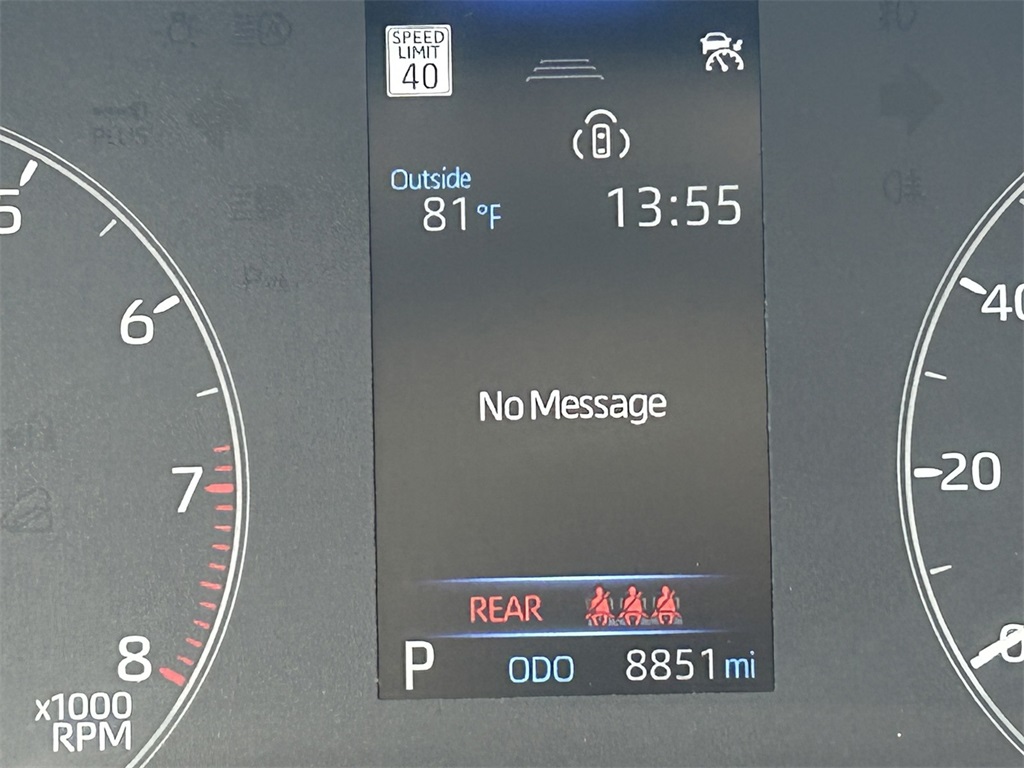 SPEED
LIMIT
40
PLUS
Outside
81°F
13:55
5
6
7
8
x1000
RPM
No Message
REAR
P
ODO 8851 mi
40
20
0